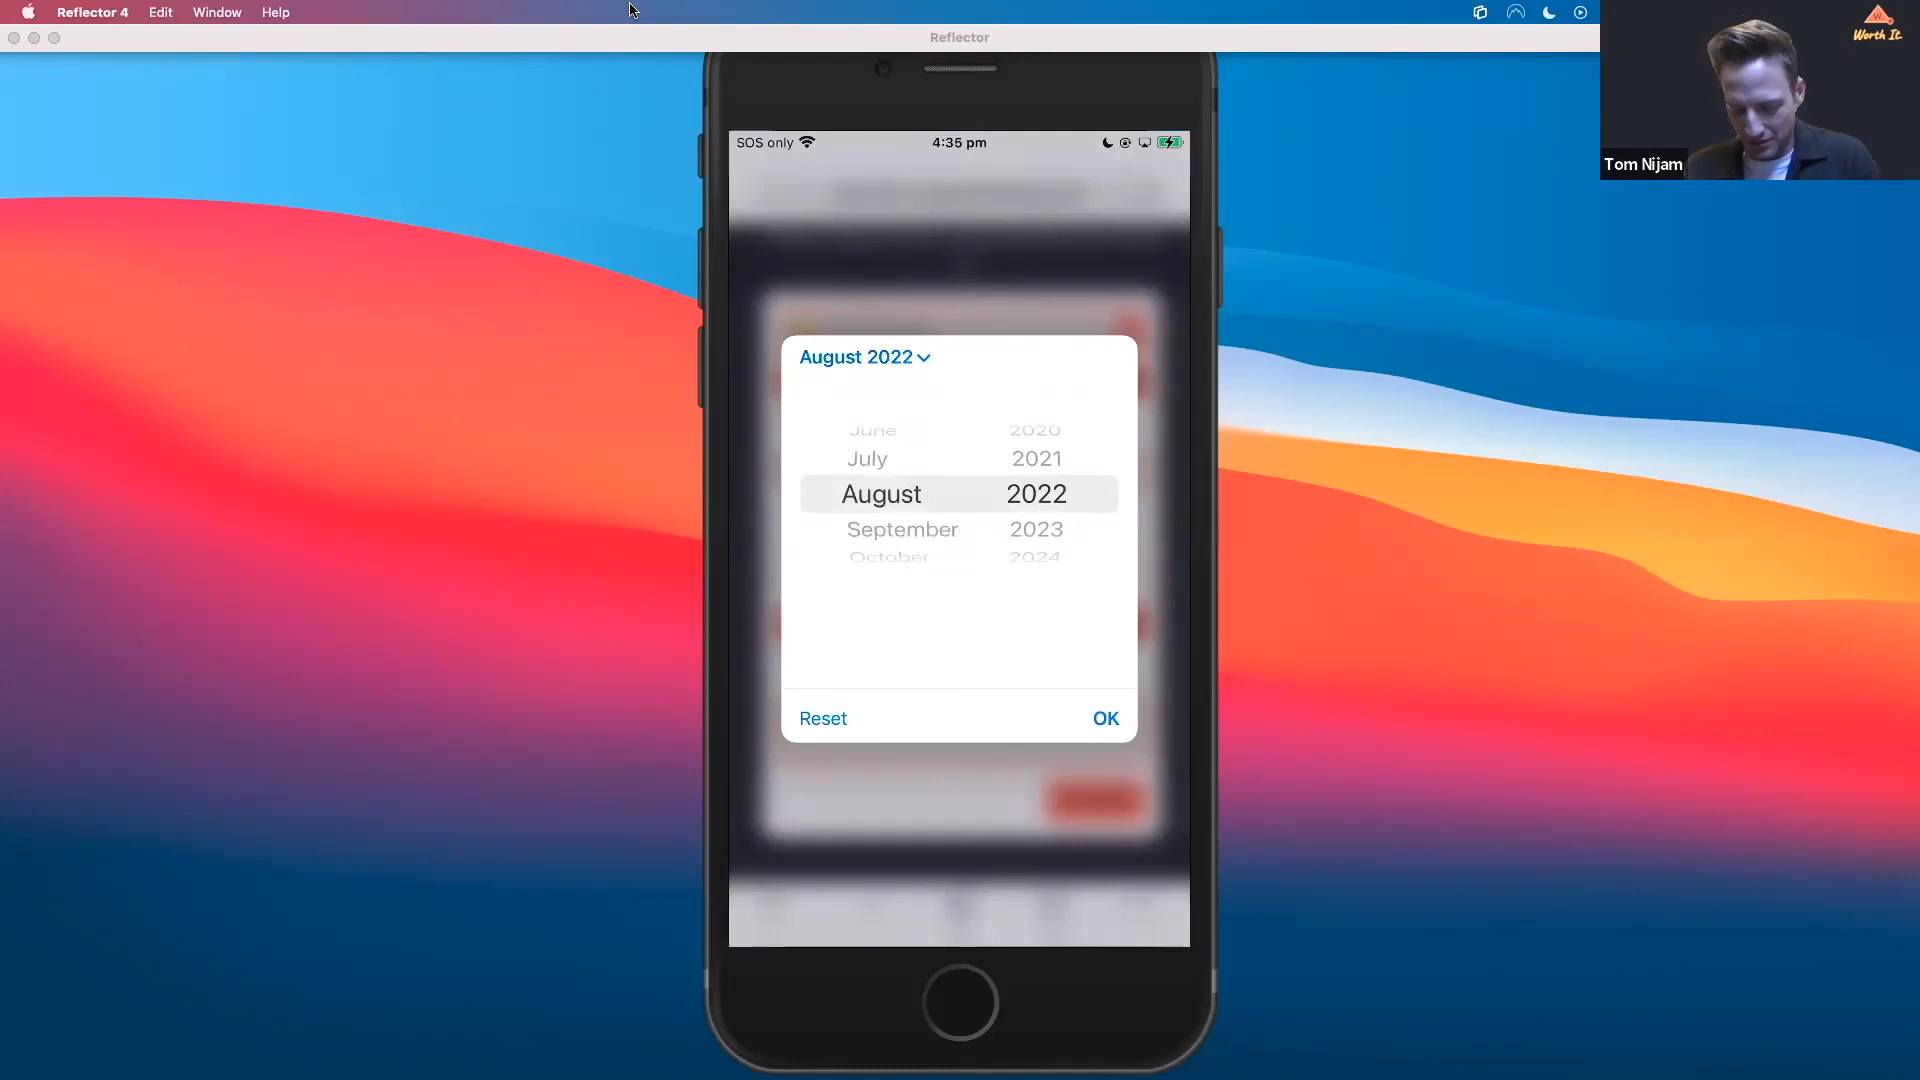 Reflector 4 Edit Window Help
Reflector
W
Worth It.
Tom Nijam
SOS only 4:35 pm
August 2022
June 2020
July 2021
August 2022
September 2023
October 2024
Reset OK